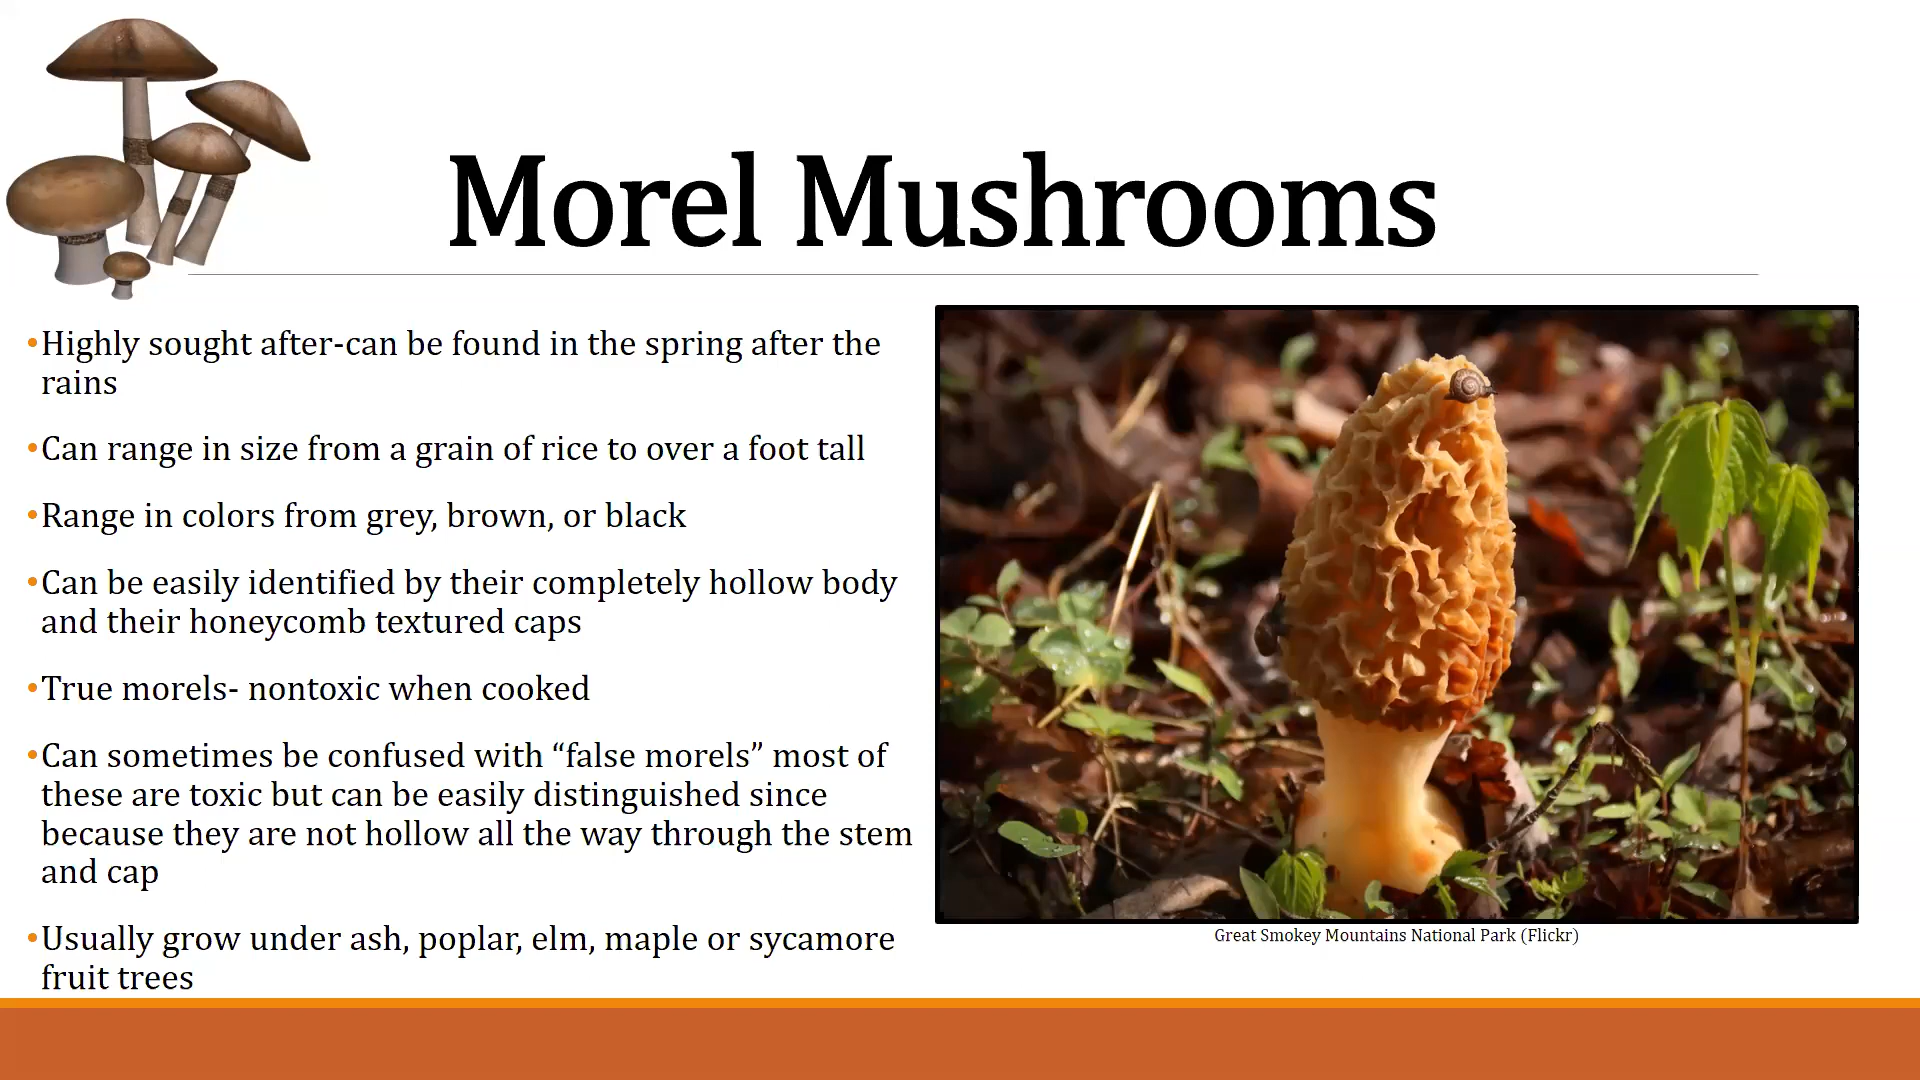 Morel Mushrooms
•Highly sought after-can be found in the spring after the
rains
•Can range in size from a grain of rice to over a foot tall
•Range in colors from grey, brown, or black
•Can be easily identified by their completely hollow body
and their honeycomb textured caps
•True morels- nontoxic when cooked
•Can sometimes be confused with “false morels” most of
these are toxic but can be easily distinguished since
because they are not hollow all the way through the stem
and cap
•Usually grow under ash, poplar, elm, maple or sycamore
fruit trees
Great Smokey Mountains National Park (Flickr)